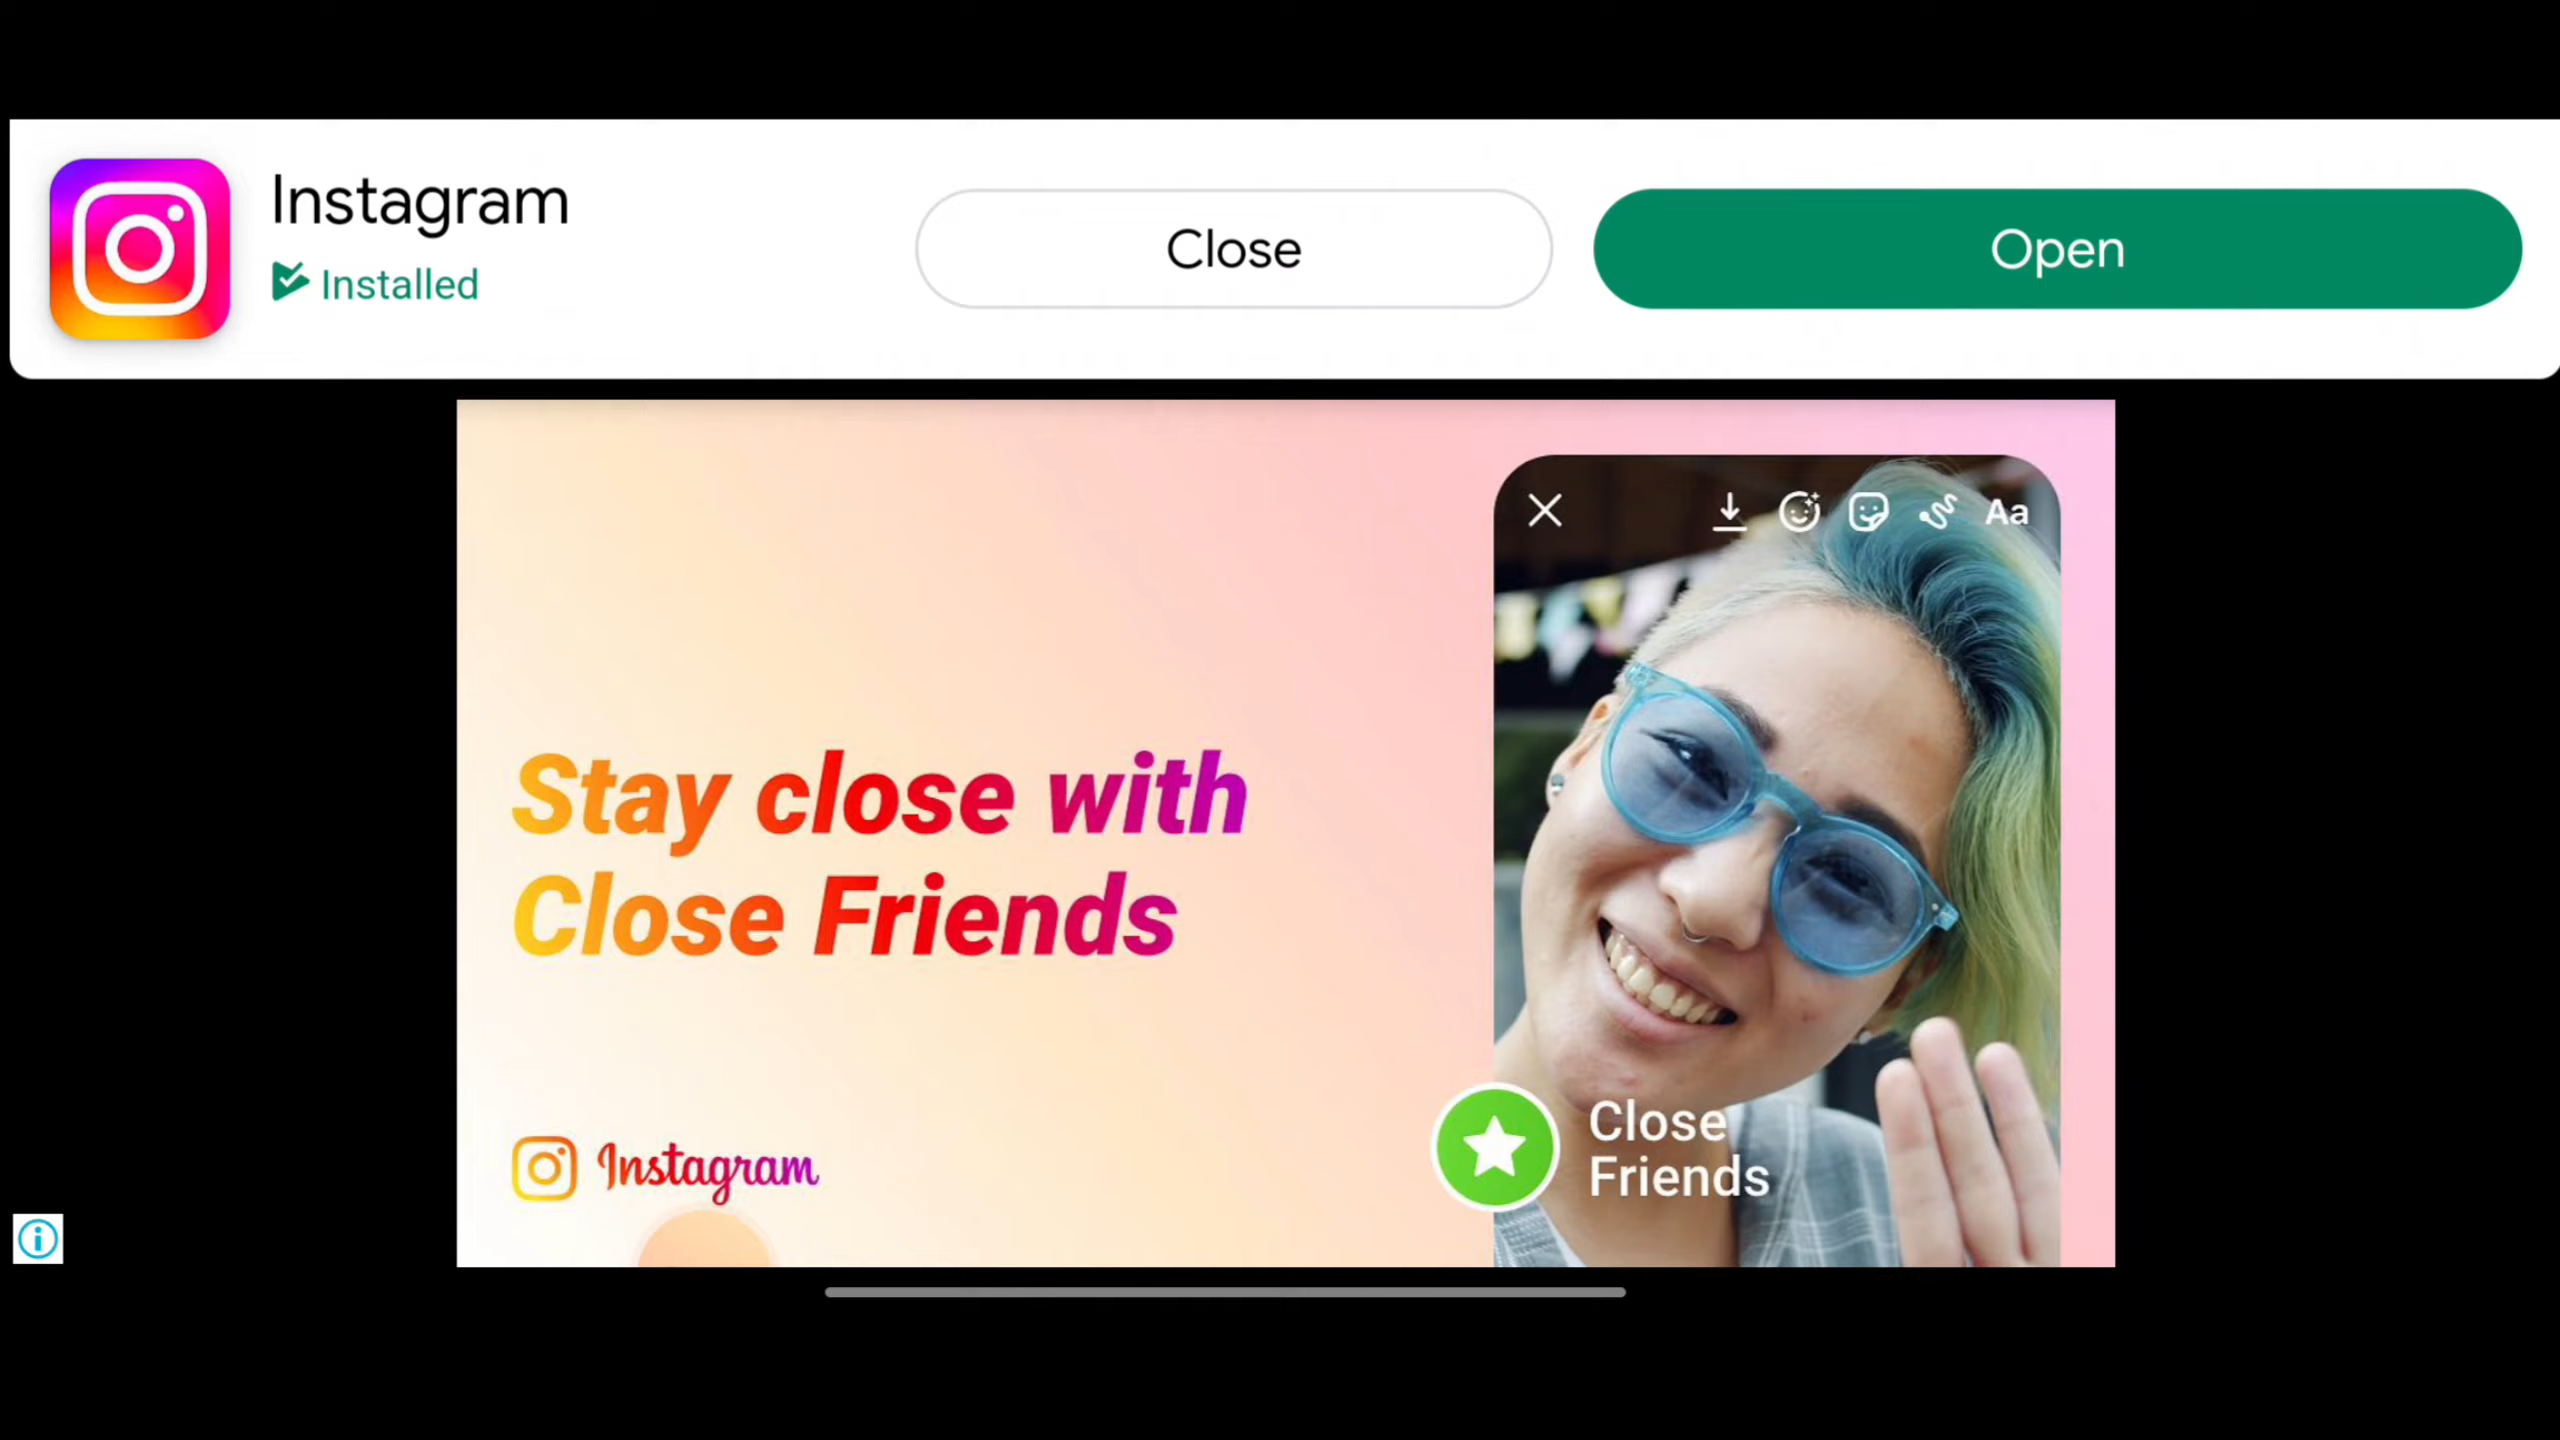 Instagram
Installed
Close
Open
Aa
Stay close with
Close Friends
Close
Friends
Instagram